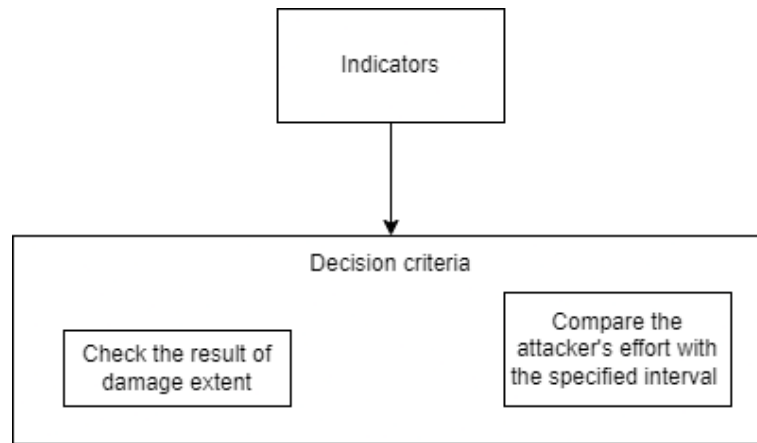 Indicators
Decision criteria
Check the result of
damage extent
Compare the
attacker's effort with
the specified interval